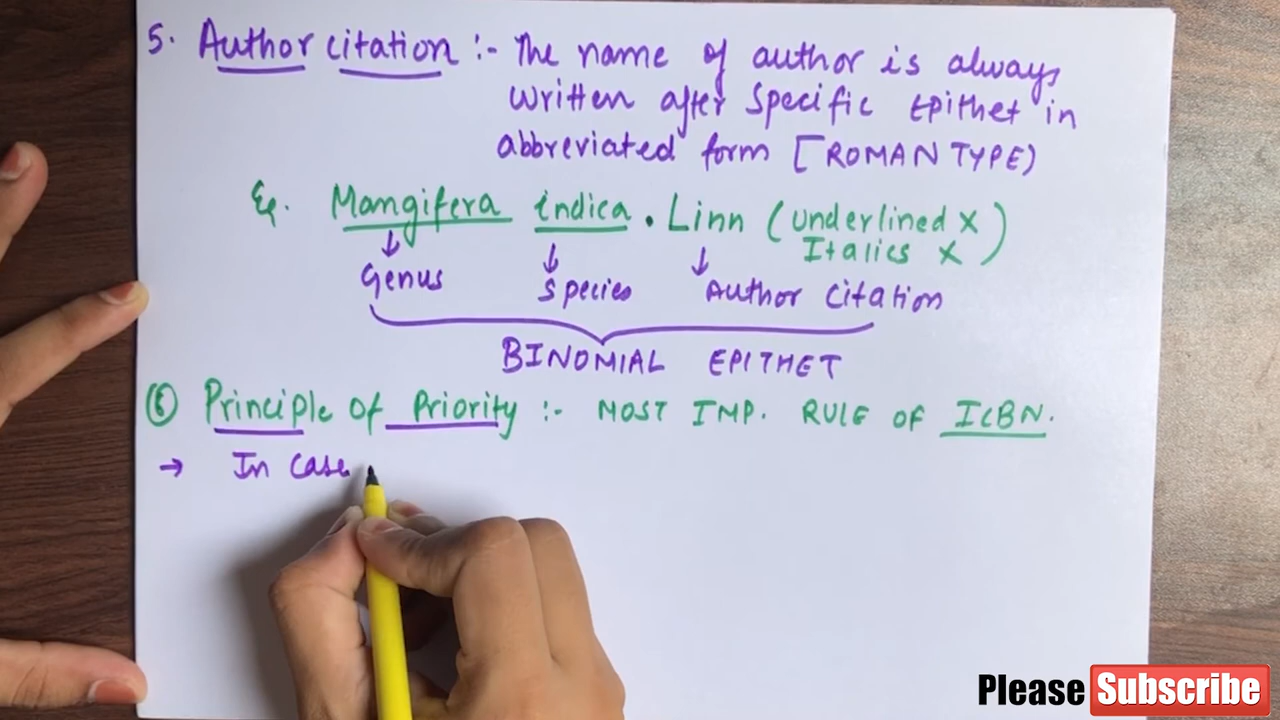 5. Author citation :- The name of author is always
written after Specific Epithet in
abbreviated form [ROMAN TYPE)
Eg. Mangifera indica . Linn (underlined X
Italics X )
Genus Species Author Citation
BINOMIAL EPITHET
⑥ Principle of Priority :- MOST IMP. RULE OF ICBN.
→ In Case
Please Subscribe